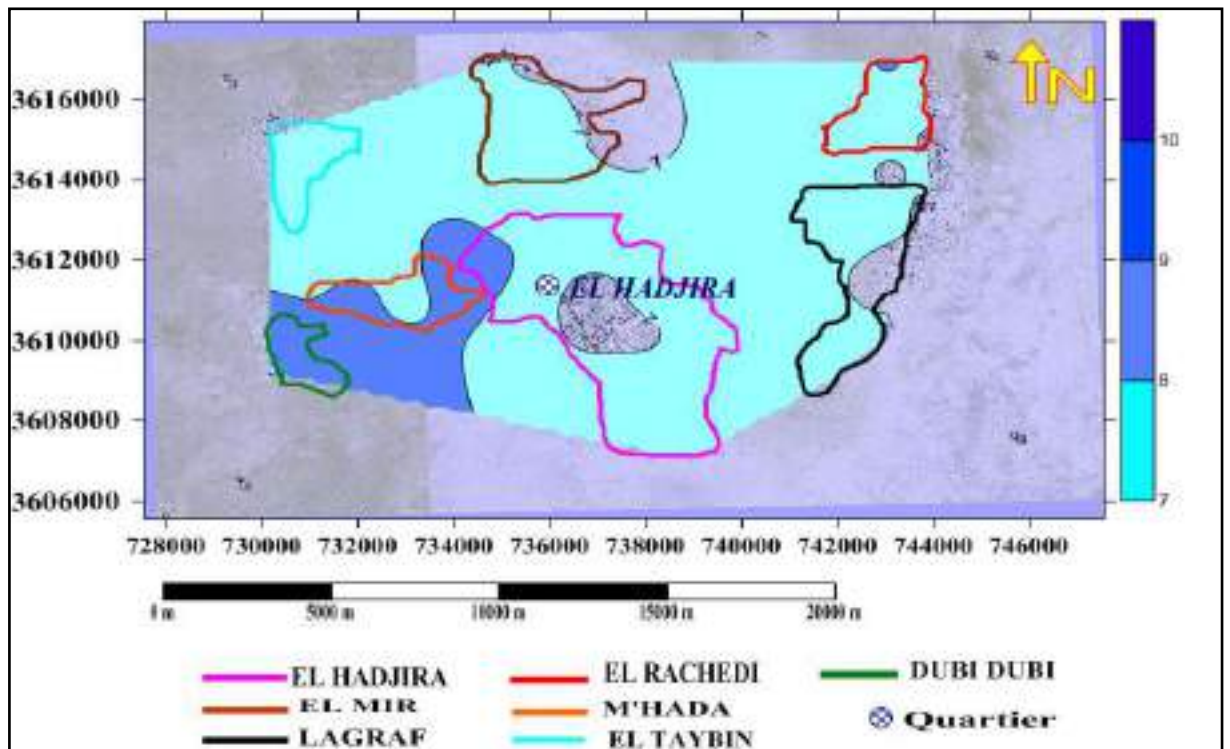 N
3616000
3614000
3612000
3610000
3608000
3606000
EL HADJIRA
10
9
8
7
728000 730000 732000 734000 736000 738000 740000 742000 744000 746000
0 m 5000 m 10000 m 15000 m 20000 m
EL HADJIRA EL RACHEDI DUBI DUBI
EL MIR M'HADA Quartier
LAGRAF EL TAYBIN